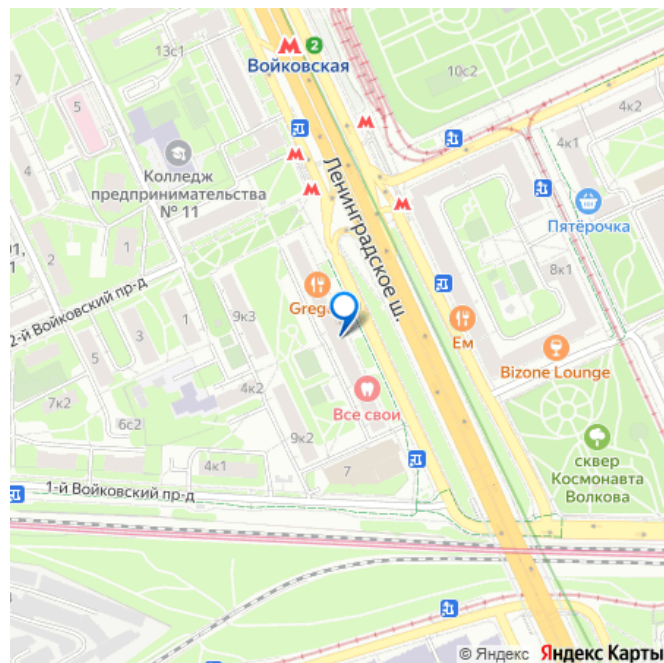 13с1
2
Войковская
10с2
7
5
4к2
4к1
Колледж
предпринимательства
№ 11
4
Ленинградское ш.
Пятёрочка
1
2
8к1
2-й Войковский пр-д
Grego
9к3
3
1
Ем
Bizone Lounge
4к2
7к2
Все свои
6с2
9к2
сквер
Космонавта
Волкова
4к1
7
1-й Войковский пр-д
© Яндекс Яндекс Карты